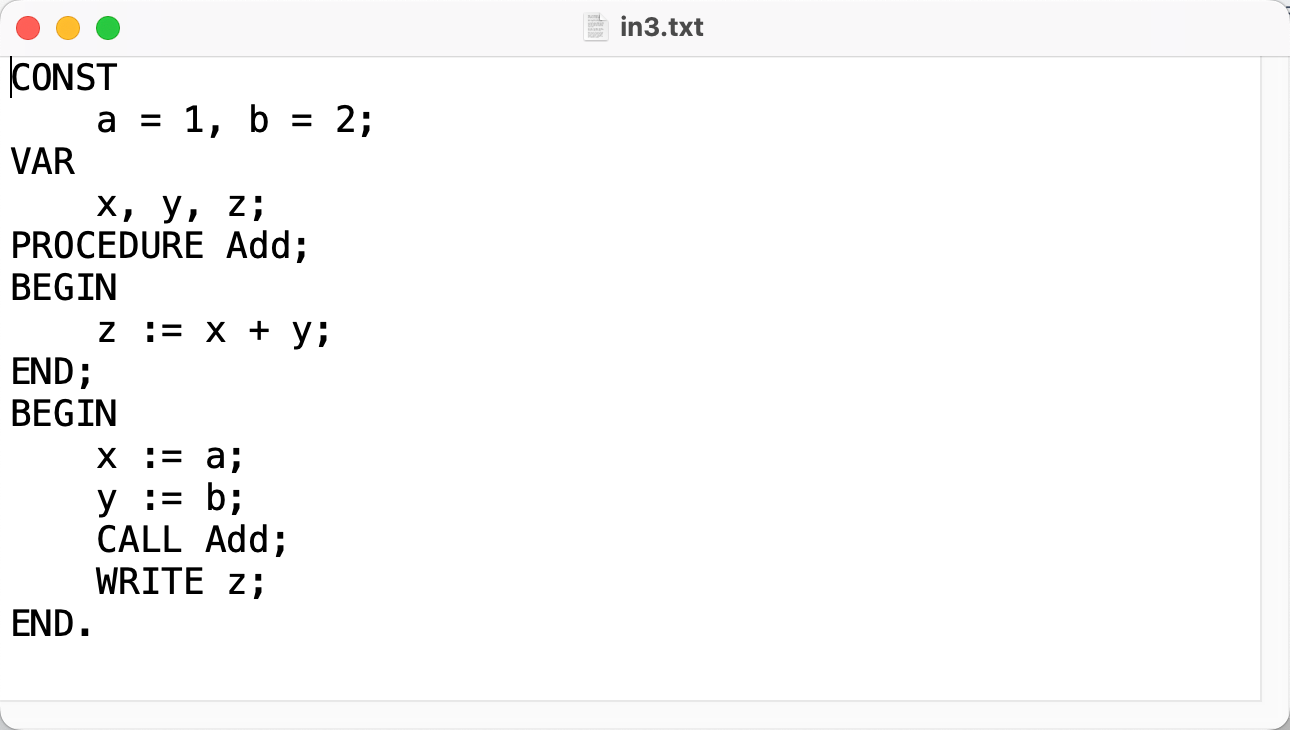 in3.txt
CONST
    a = 1, b = 2;
VAR
    x, y, z;
PROCEDURE Add;
BEGIN
    z := x + y;
END;
BEGIN
    x := a;
    y := b;
    CALL Add;
    WRITE z;
END.